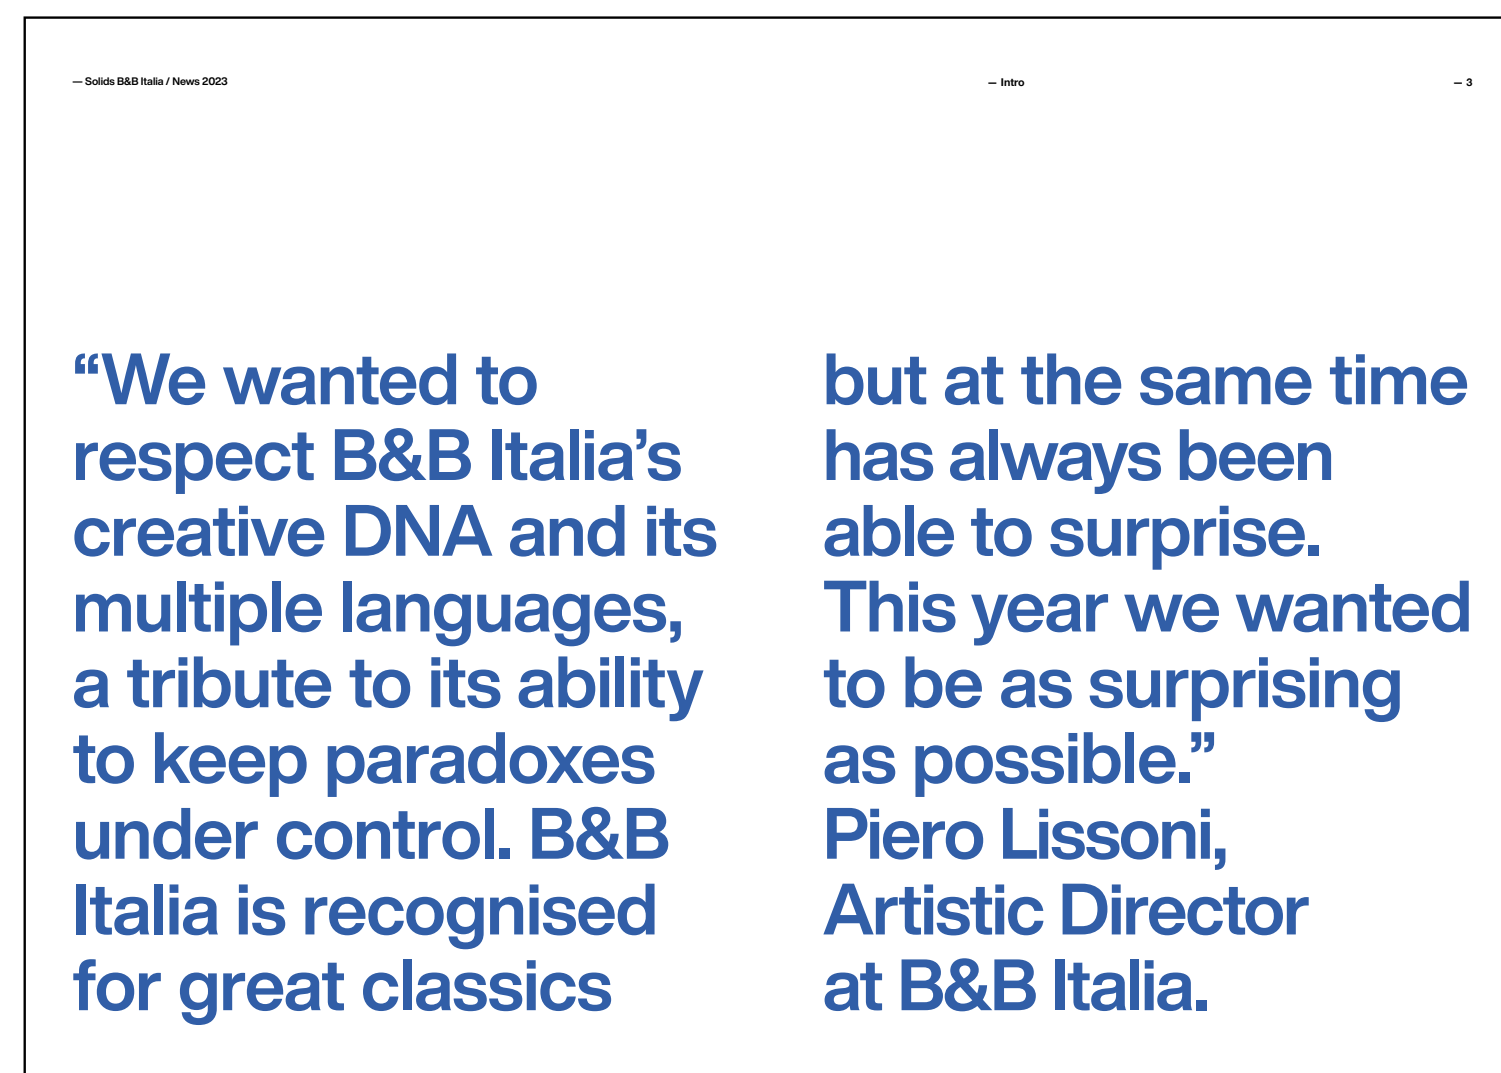 — Solids B&B Italia / News 2023
— Intro
— 3
“We wanted to
respect B&B Italia’s
creative DNA and its
multiple languages,
a tribute to its ability
to keep paradoxes
under control. B&B
Italia is recognised
for great classics
but at the same time
has always been
able to surprise.
This year we wanted
to be as surprising
as possible.”
Piero Lissoni,
Artistic Director
at B&B Italia.